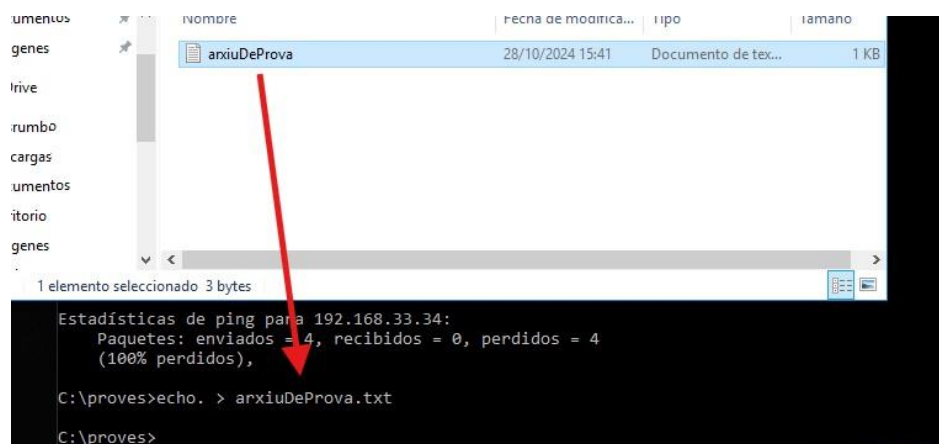 umentos Nombre Fecha de modifica... Tipo Tamaño
genes
arxiuDeProva 28/10/2024 15:41 Documento de tex... 1 KB
rive
rumbo
cargas
umentos
itorio
genes
1 elemento seleccionado 3 bytes
Estadísticas de ping para 192.168.33.34:
Paquetes: enviados = 4, recibidos = 0, perdidos = 4
(100% perdidos),
C:\proves>echo. > arxiuDeProva.txt
C:\proves>